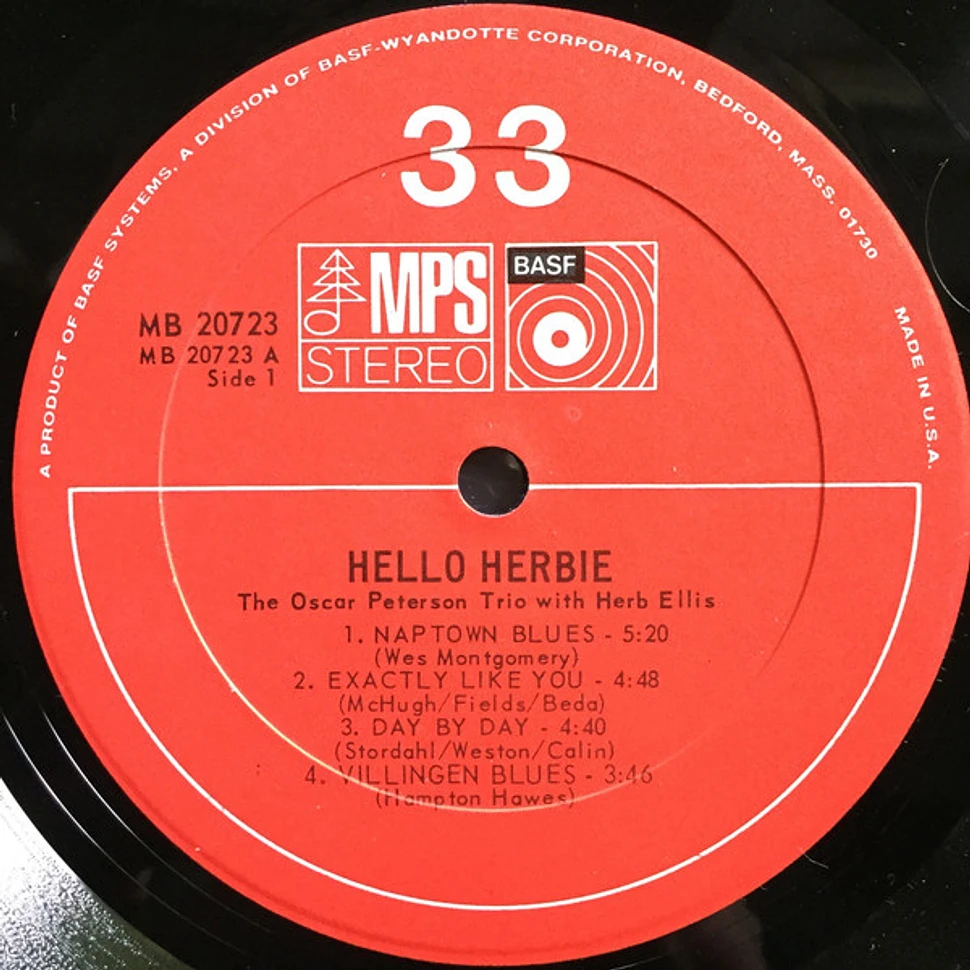 A PRODUCT OF BASF SYSTEMS, A DIVISION OF BASF-WYANDOTTE CORPORATION, BEDFORD, MASS. 01730
MADE IN U.S.A.
33
MPS
STEREO
BASF
MB 20723
MB 20723 A
Side 1
HELLO HERBIE
The Oscar Peterson Trio with Herb Ellis
1. NAPTOWN BLUES - 5:20
(Wes Montgomery)
2. EXACTLY LIKE YOU - 4:48
(McHugh/Fields/Beda)
3. DAY BY DAY - 4:40
(Stordahl/Weston/Calin)
4. VILLINGEN BLUES - 3:46
(Hampton Hawes)